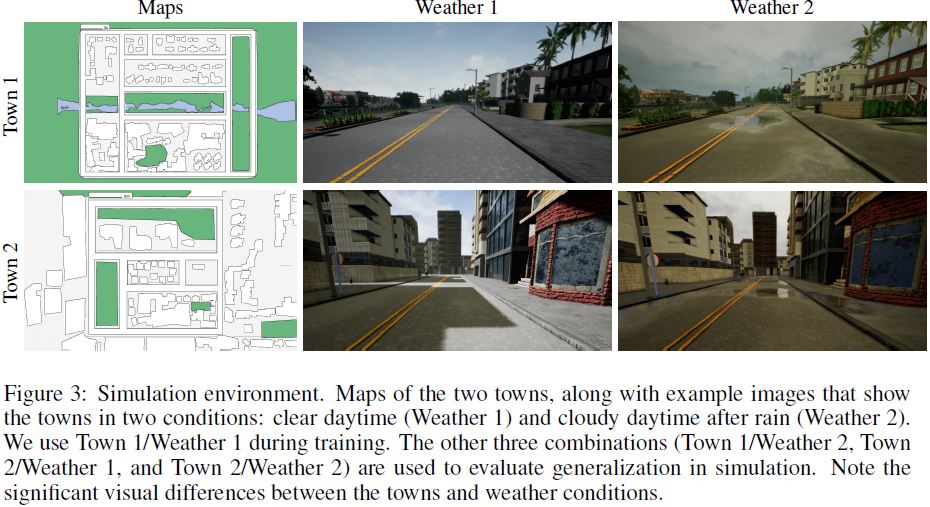 Maps
Weather 1
Weather 2
Town 1
Town 2
Figure 3: Simulation environment. Maps of the two towns, along with example images that show
the towns in two conditions: clear daytime (Weather 1) and cloudy daytime after rain (Weather 2).
We use Town 1/Weather 1 during training. The other three combinations (Town 1/Weather 2, Town
2/Weather 1, and Town 2/Weather 2) are used to evaluate generalization in simulation. Note the
significant visual differences between the towns and weather conditions.